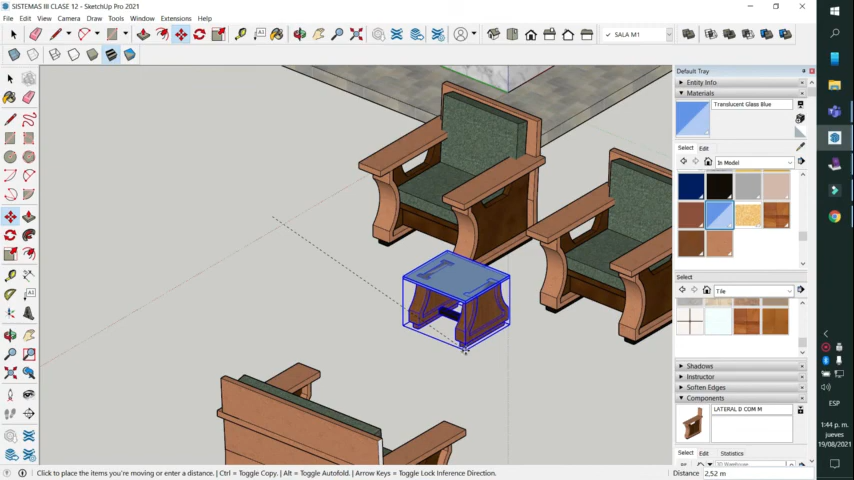 SISTEMAS III CLASE 12 - SketchUp Pro 2021
File Edit View Camera Draw Tools Window Extensions Help
SALA M1
Default Tray
Entity Info
Materials
Translucent Glass Blue
Select Edit
In Model
Select
Tile
Shadows
Instructor
Soften Edges
Components
LATERAL D COM M
Select Edit Statistics
Click to place the items you're moving or enter a distance. | Ctrl = Toggle Copy. | Alt = Toggle Autofold. | Arrow Keys = Toggle Lock Inference Direction.
Distance 2,52 m
ESP
1:44 p. m.
jueves
19/08/2021